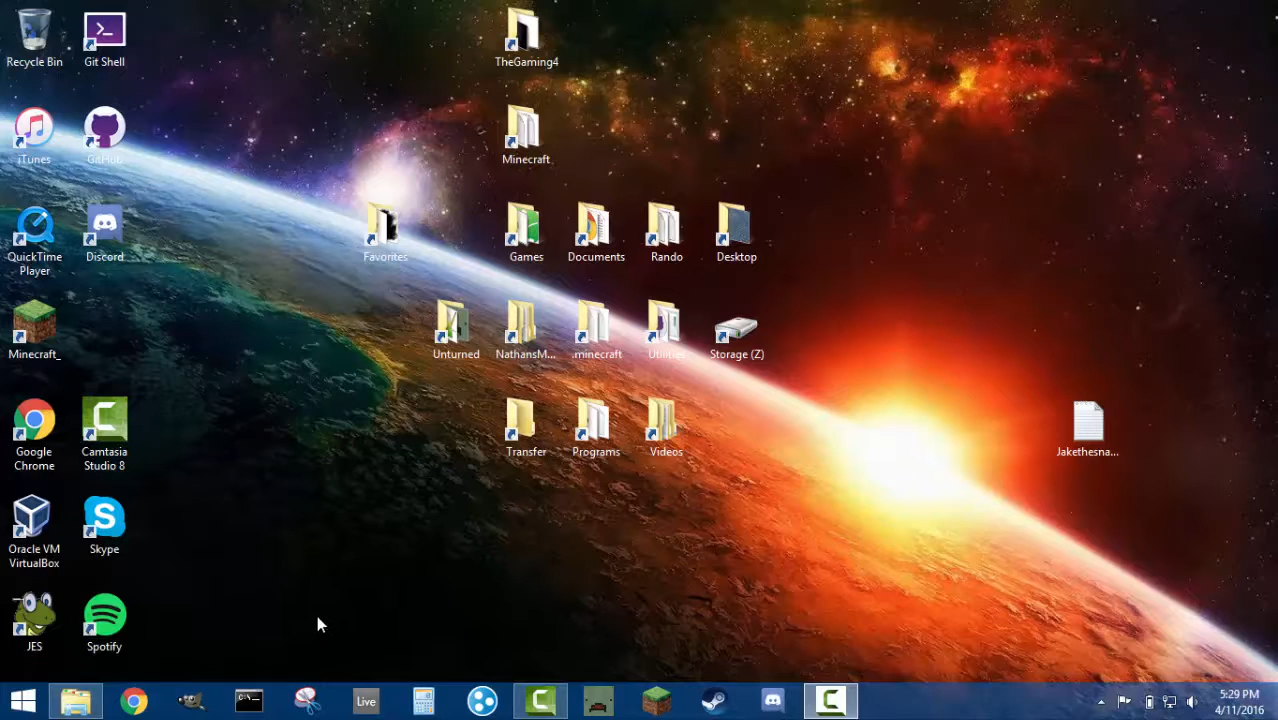 Recycle Bin
Git Shell
TheGaming4
iTunes
GitHub
Minecraft
QuickTime
Player
Discord
Favorites
Games
Documents
Rando
Desktop
Minecraft_
Unturned
NathansM...
.minecraft
Utilities
Storage (Z)
Google
Chrome
Camtasia
Studio 8
Transfer
Programs
Videos
Jakethesna...
Oracle VM
VirtualBox
Skype
JES
Spotify
Live
5:29 PM
4/11/2016